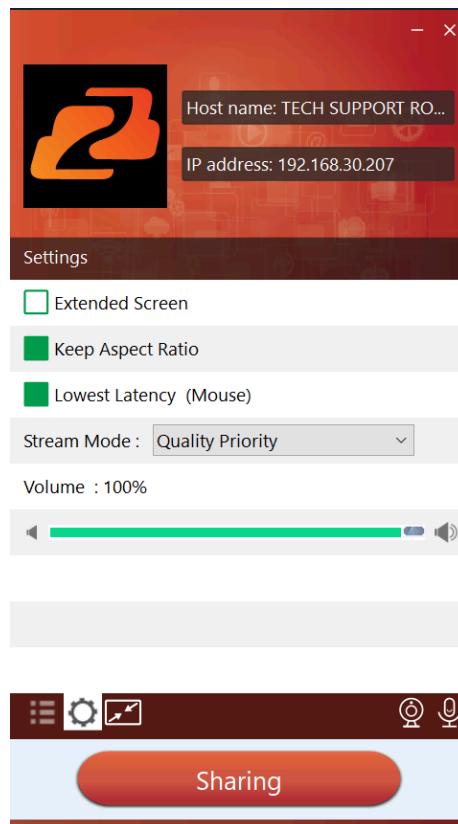 Host name: TECH SUPPORT RO...
IP address: 192.168.30.207
Settings
Extended Screen
Keep Aspect Ratio
Lowest Latency (Mouse)
Stream Mode : Quality Priority
Volume : 100%
Sharing